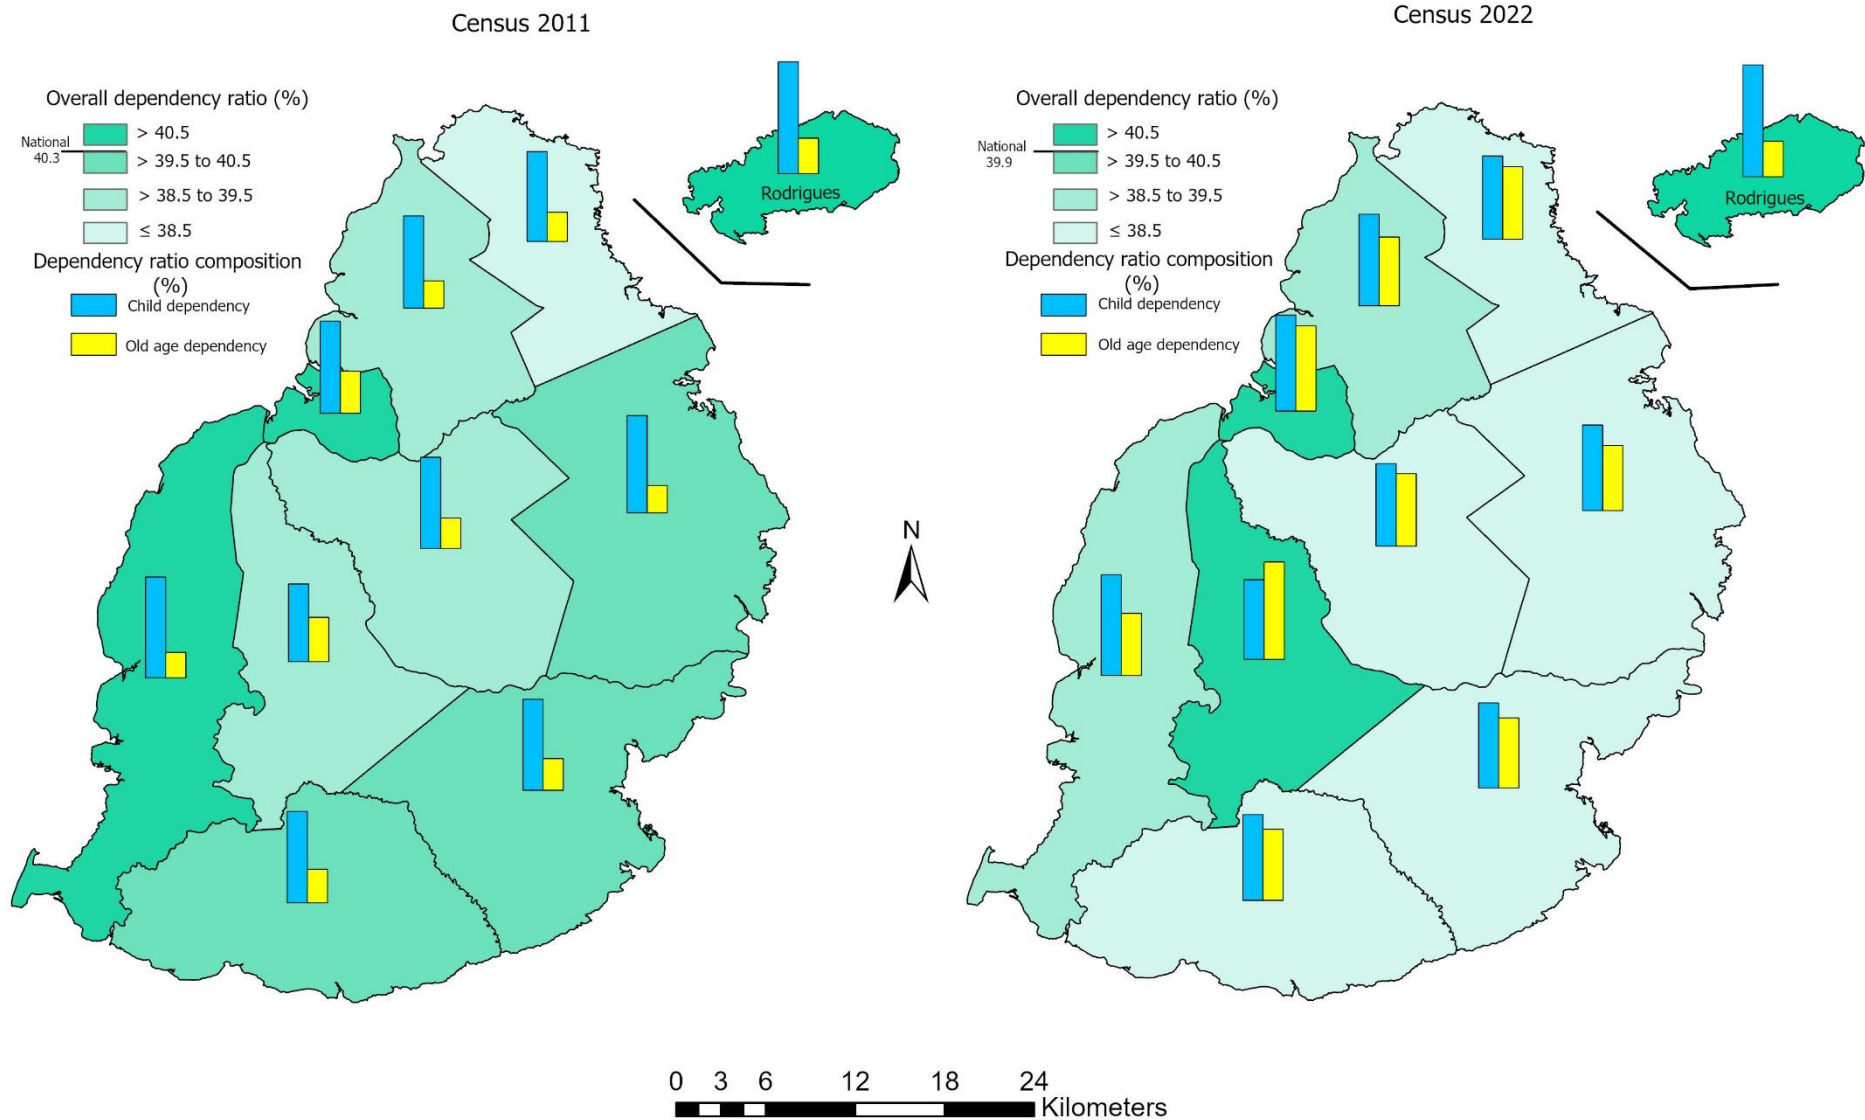 Census 2011
Overall dependency ratio (%)
> 40.5
National
40.3
> 39.5 to 40.5
> 38.5 to 39.5
≤ 38.5
Dependency ratio composition
(%)
Child dependency
Old age dependency
Rodrigues
Census 2022
Overall dependency ratio (%)
> 40.5
National
39.9
> 39.5 to 40.5
> 38.5 to 39.5
≤ 38.5
Dependency ratio composition
(%)
Child dependency
Old age dependency
Rodrigues
N
0 3 6 12 18 24
Kilometers